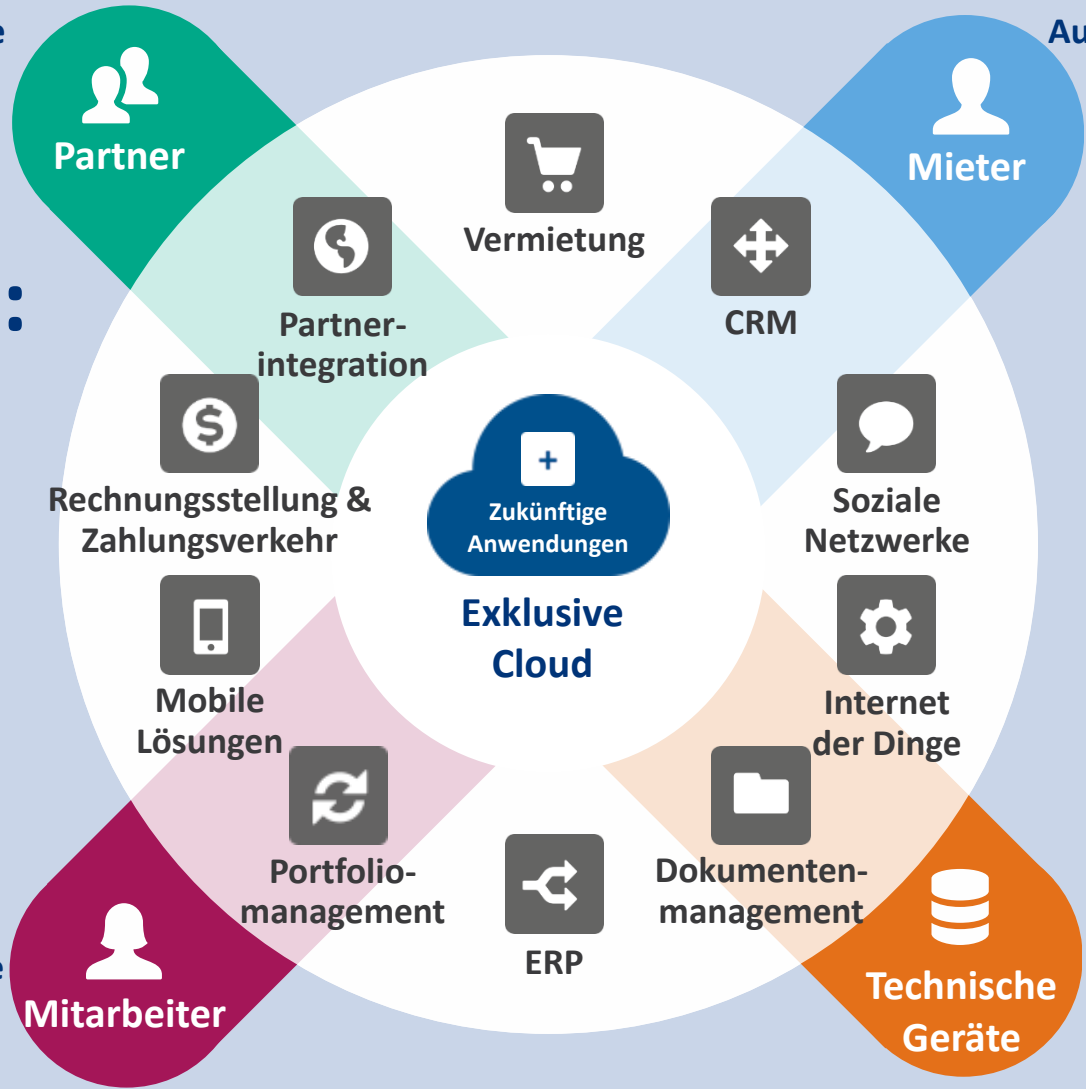 e
Au
Partner
Mieter
Vermietung
:
Partner-
integration
CRM
Rechnungsstellung &
Zahlungsverkehr
+
Zukünftige
Anwendungen
Soziale
Netzwerke
Exklusive
Cloud
Mobile
Lösungen
Internet
der Dinge
Portfolio-
management
ERP
Dokumenten-
management
e
Mitarbeiter
Technische
Geräte